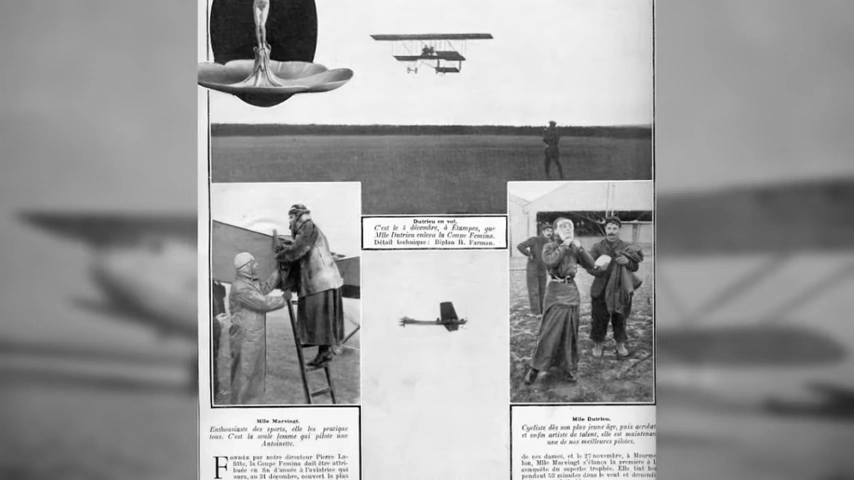 Dutrieu en vol.
C'est le 5 décembre, à Étampes, que
Mlle Dutrieu enleva la Coupe Femina.
Détail technique : Biplan H. Farman.
Mlle Marvingt.
Enthousiaste des sports, elle les pratique
tous. C'est la seule femme qui pilote une
Antoinette.
Mlle Dutrieu.
Cycliste dès son plus jeune âge, puis acrobat
et enfin artiste de talent, elle est maintenan
une de nos meilleures pilotes.
FONDÉE par notre directeur Pierre La-
fitte, la Coupe Femina doit être attri-
buée en fin d'année à l'aviatrice qui
aura, au 31 décembre, couvert la plus
de ces dames, et le 27 novembre, à Mourme-
lon, Mlle Marvingt s'élança la première à l
conquête du superbe trophée. Elle tint bon
pendant 53 minutes dans le vent et